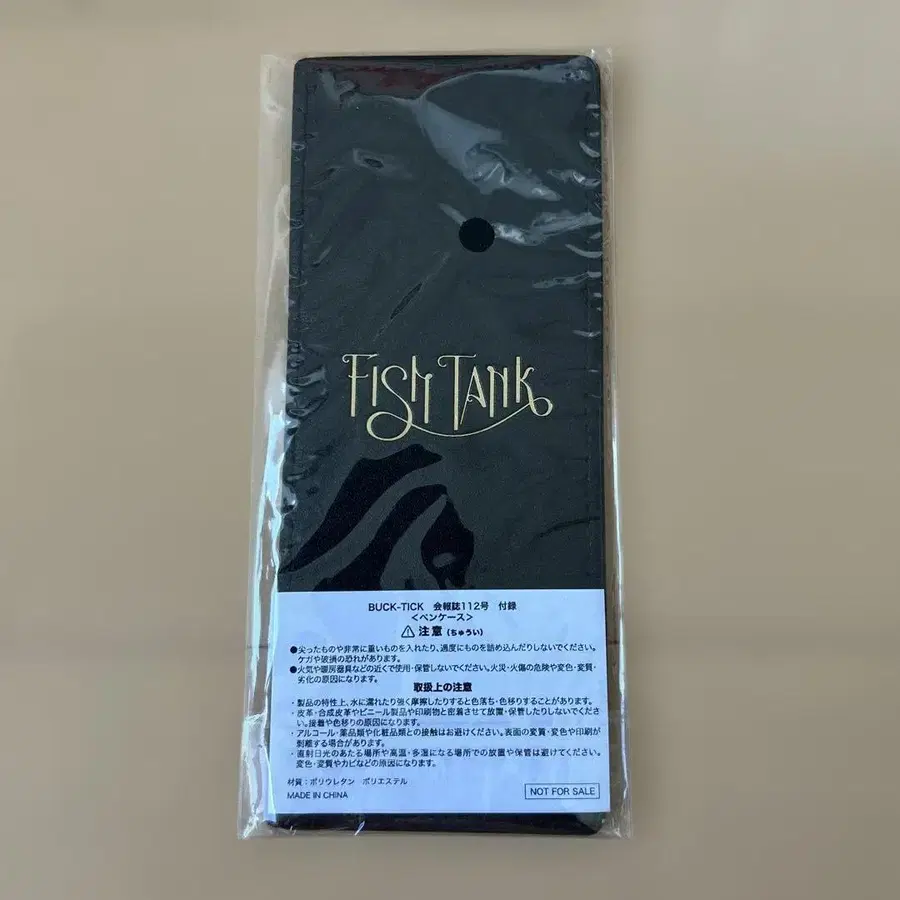 FISH TANK
BUCK-TICK 会報誌112号 付録
<ペンケース>
⚠注意(ちゅうい)
●尖ったものや非常に重いものを入れたり、過度にものを詰め込んだりしないでください。
ケガや破損の恐れがあります。
●火気や暖房器具などの近くで使用・保管しないでください。火災・火傷の危険や変色・変質・
劣化の原因になります。
取扱上の注意
・製品の特性上、水に濡れたり強く摩擦したりすると色落ち・色移りすることがあります。
・皮革・合成皮革やビニール製品や印刷物と密着させて放置・保管したりしないでくださ
い。接着や色移りの原因になります。
・アルコール・薬品類や化粧品類との接触はお避けください。表面の変質・変色や印刷が
剥離する場合があります。
・直射日光のあたる場所や高温・多湿になる場所での放置や保管は避けてください。
変色・変質やカビなどの原因になります。
材質:ポリウレタン ポリエステル
MADE IN CHINA
NOT FOR SALE